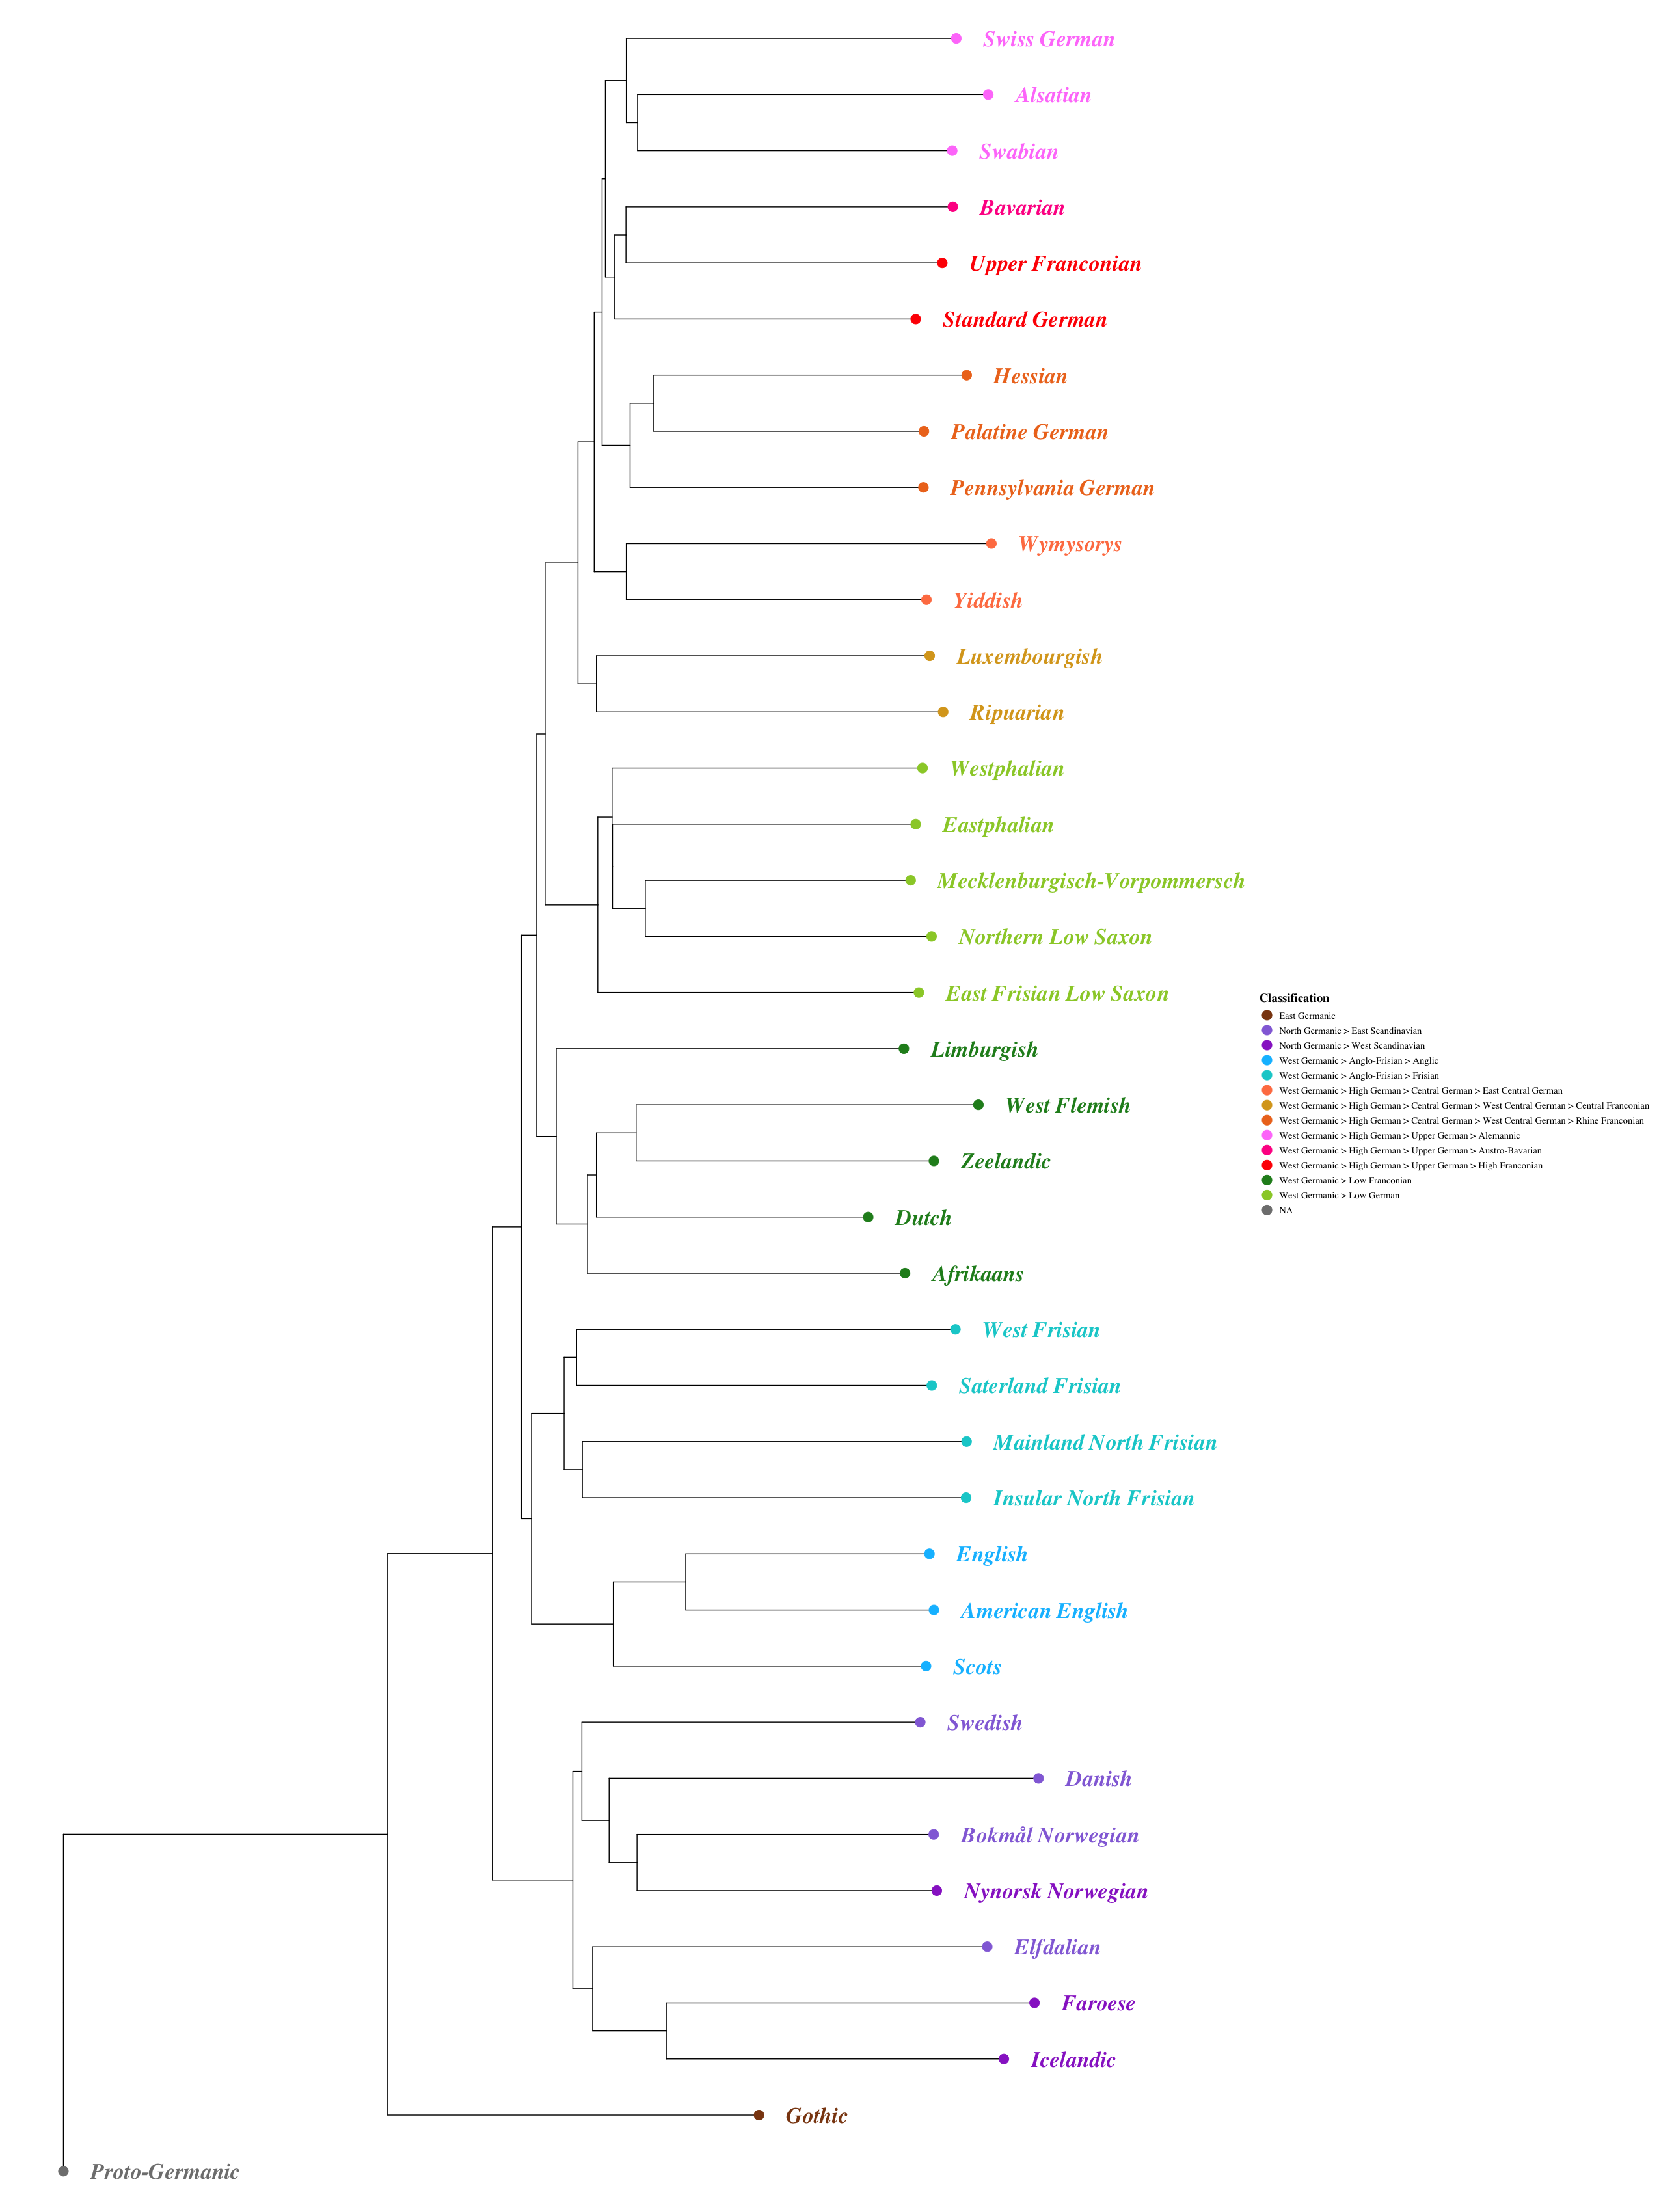 Swiss German
Alsatian
Swabian
Bavarian
Upper Franconian
Standard German
Hessian
Palatine German
Pennsylvania German
Wymysorys
Yiddish
Luxembourgish
Ripuarian
Westphalian
Eastphalian
Mecklenburgisch-Vorpommersch
Northern Low Saxon
East Frisian Low Saxon
Limburgish
West Flemish
Zeelandic
Dutch
Afrikaans
West Frisian
Saterland Frisian
Mainland North Frisian
Insular North Frisian
English
American English
Scots
Swedish
Danish
Bokmål Norwegian
Nynorsk Norwegian
Elfdalian
Faroese
Icelandic
Gothic
Proto-Germanic
Classification
East Germanic
North Germanic > East Scandinavian
North Germanic > West Scandinavian
West Germanic > Anglo-Frisian > Anglic
West Germanic > Anglo-Frisian > Frisian
West Germanic > High German > Central German > East Central German
West Germanic > High German > Central German > West Central German > Central Franconian
West Germanic > High German > Central German > West Central German > Rhine Franconian
West Germanic > High German > Upper German > Alemannic
West Germanic > High German > Upper German > Austro-Bavarian
West Germanic > High German > Upper German > High Franconian
West Germanic > Low Franconian
West Germanic > Low German
NA